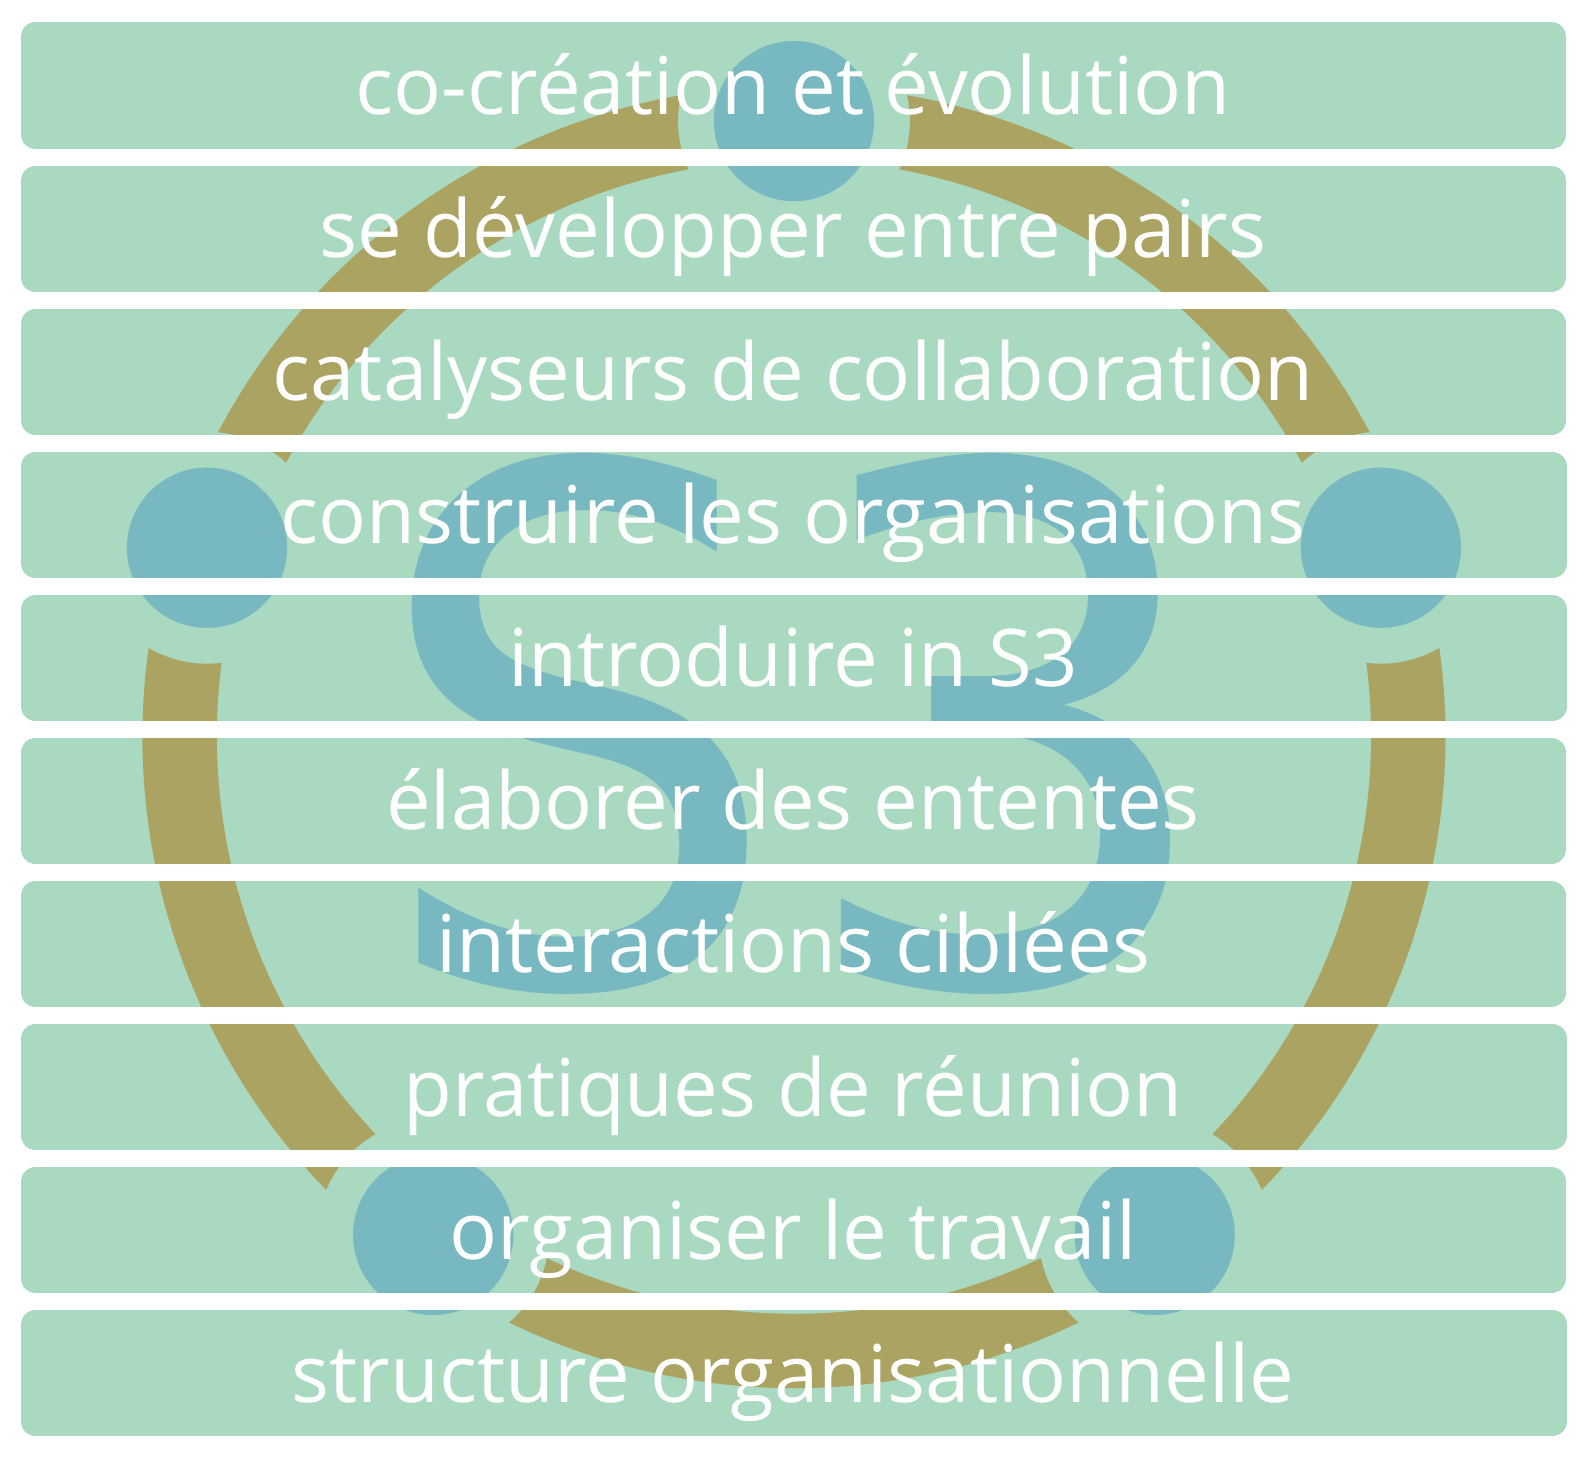 co-création et évolution
se développer entre pairs
catalyseurs de collaboration
construire les organisations
introduire in S3
élaborer des ententes
interactions ciblées
pratiques de réunion
organiser le travail
structure organisationnelle
S3